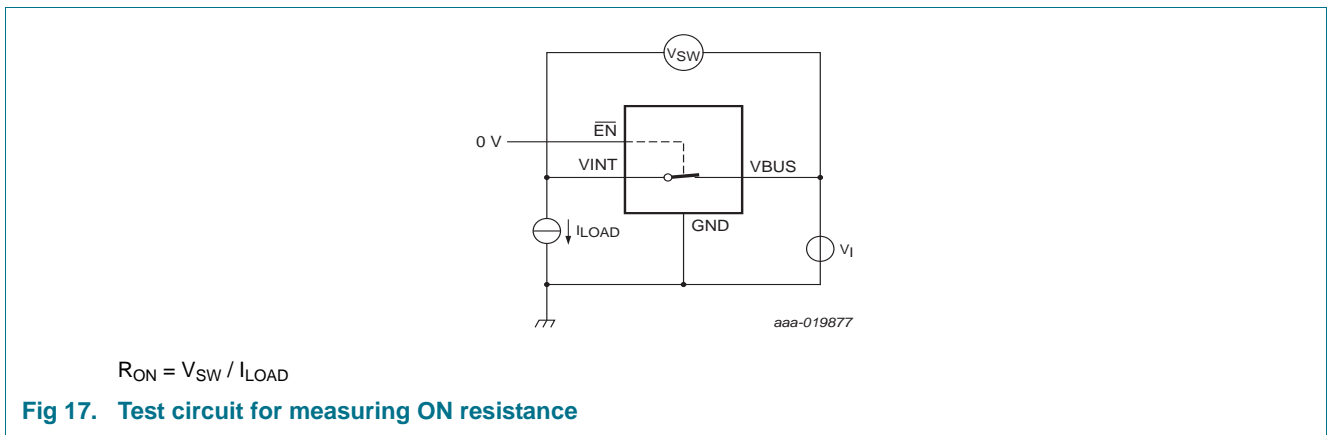 VSW
EN
0 V
VINT
VBUS
ILOAD
GND
VI
aaa-019877
RON = VSW / ILOAD
Fig 17. Test circuit for measuring ON resistance